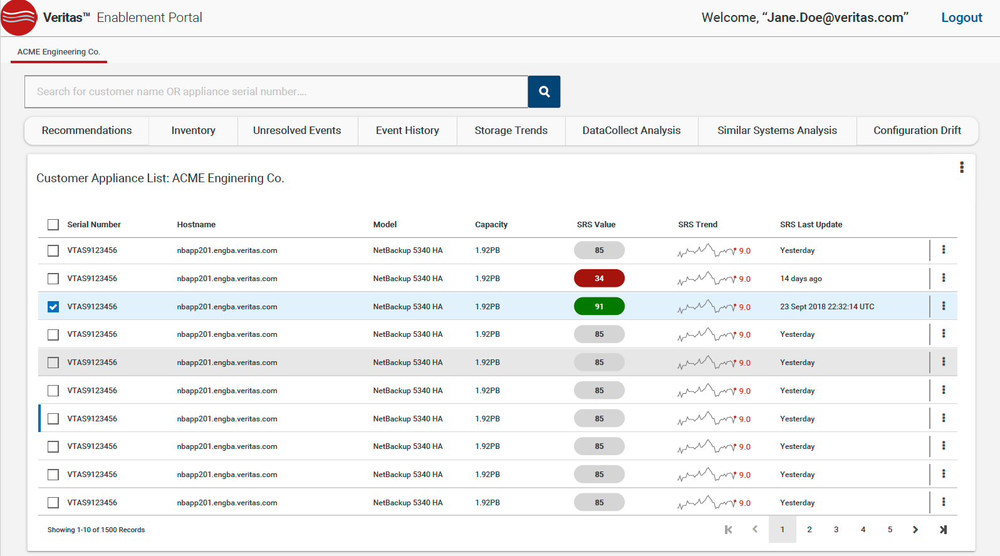 Veritas™ Enablement Portal Welcome, “Jane.Doe@veritas.com” Logout
ACME Engineering Co.
Search for customer name OR appliance serial number....
Recommendations Inventory Unresolved Events Event History Storage Trends DataCollect Analysis Similar Systems Analysis Configuration Drift
Customer Appliance List: ACME Enginering Co.
Serial Number Hostname Model Capacity SRS Value SRS Trend SRS Last Update
VTAS9123456 nbapp201.engba.veritas.com NetBackup 5340 HA 1.92PB 85 9.0 Yesterday
VTAS9123456 nbapp201.engba.veritas.com NetBackup 5340 HA 1.92PB 34 9.0 14 days ago
VTAS9123456 nbapp201.engba.veritas.com NetBackup 5340 HA 1.92PB 91 9.0 23 Sept 2018 22:32:14 UTC
VTAS9123456 nbapp201.engba.veritas.com NetBackup 5340 HA 1.92PB 85 9.0 Yesterday
VTAS9123456 nbapp201.engba.veritas.com NetBackup 5340 HA 1.92PB 85 9.0 Yesterday
VTAS9123456 nbapp201.engba.veritas.com NetBackup 5340 HA 1.92PB 85 9.0 Yesterday
VTAS9123456 nbapp201.engba.veritas.com NetBackup 5340 HA 1.92PB 85 9.0 Yesterday
VTAS9123456 nbapp201.engba.veritas.com NetBackup 5340 HA 1.92PB 85 9.0 Yesterday
VTAS9123456 nbapp201.engba.veritas.com NetBackup 5340 HA 1.92PB 85 9.0 Yesterday
VTAS9123456 nbapp201.engba.veritas.com NetBackup 5340 HA 1.92PB 85 9.0 Yesterday
Showing 1-10 of 1500 Records 1 2 3 4 5